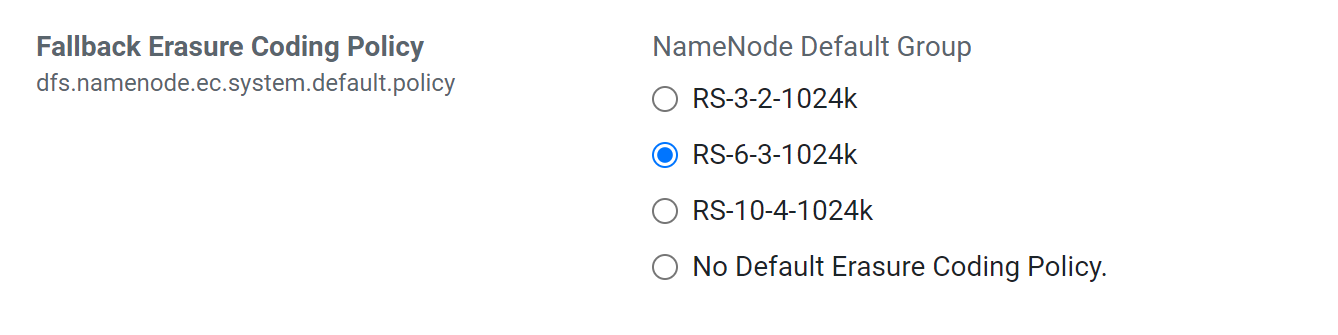 Fallback Erasure Coding Policy
dfs.namenode.ec.system.default.policy
NameNode Default Group
RS-3-2-1024k
RS-6-3-1024k
RS-10-4-1024k
No Default Erasure Coding Policy.